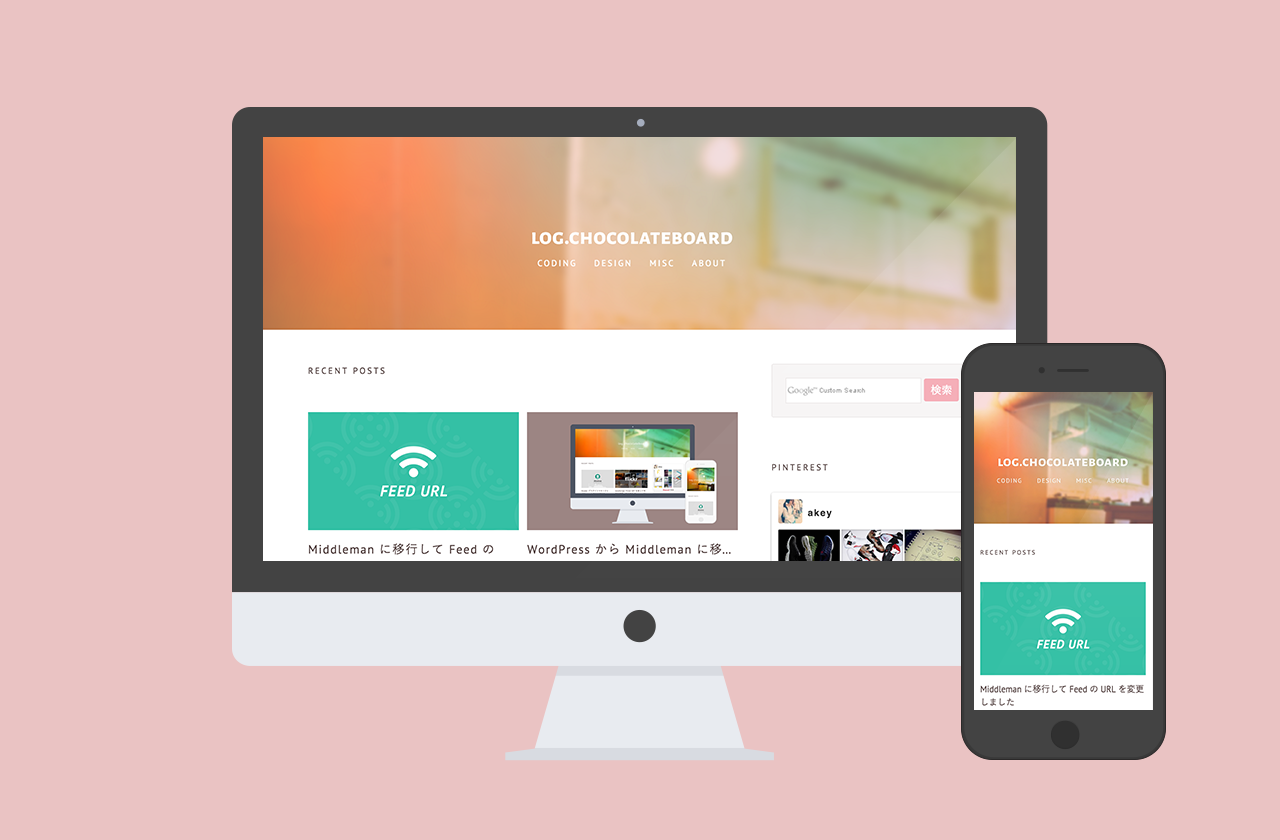 LOG.CHOCOLATEBOARD
CODING DESIGN MISC ABOUT
RECENT POSTS
FEED URL
Middleman に移行して Feed の
WordPress から Middleman に移...
Google™ Custom Search
検索
PINTEREST
akey
LOG.CHOCOLATEBOARD
CODING DESIGN MISC ABOUT
RECENT POSTS
FEED URL
Middleman に移行して Feed の URL を変更
しました